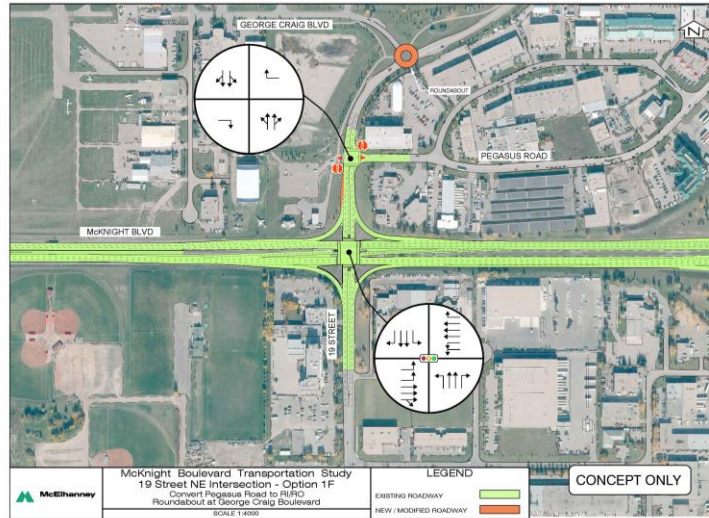 GEORGE CRAIG BLVD
N
ROUNDABOUT
PEGASUS ROAD
McKNIGHT BLVD
19 STREET
McElhanney
McKnight Boulevard Transportation Study
19 Street NE Intersection - Option 1F
Convert Pegasus Road to RI/RO
Roundabout at George Craig Boulevard
SCALE 1:4000
LEGEND
EXISTING ROADWAY
NEW / MODIFIED ROADWAY
CONCEPT ONLY